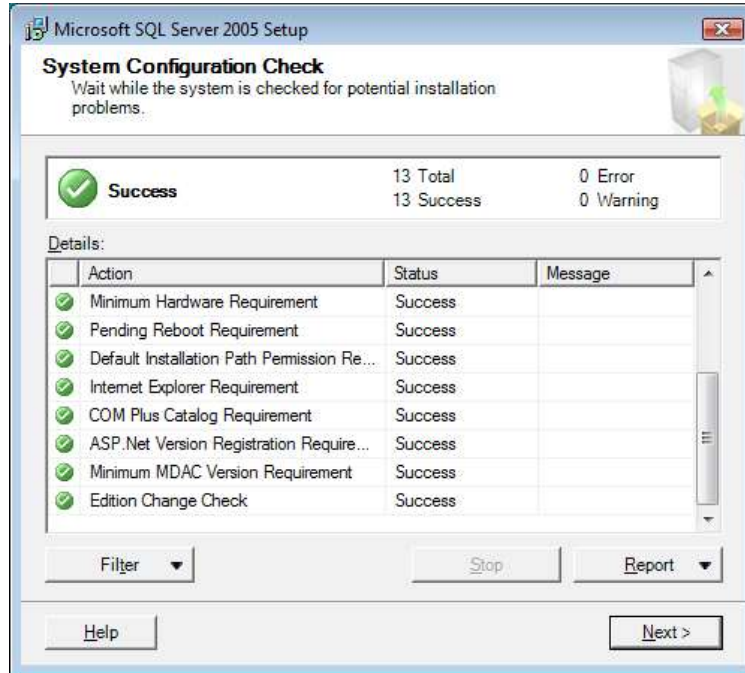 Microsoft SQL Server 2005 Setup
System Configuration Check
Wait while the system is checked for potential installation
problems.
Success
13 Total
0 Error
13 Success
0 Warning
Details:
Action Status Message
Minimum Hardware Requirement Success
Pending Reboot Requirement Success
Default Installation Path Permission Re... Success
Internet Explorer Requirement Success
COM Plus Catalog Requirement Success
ASP.Net Version Registration Require... Success
Minimum MDAC Version Requirement Success
Edition Change Check Success
Filter Stop Report
Help Next >